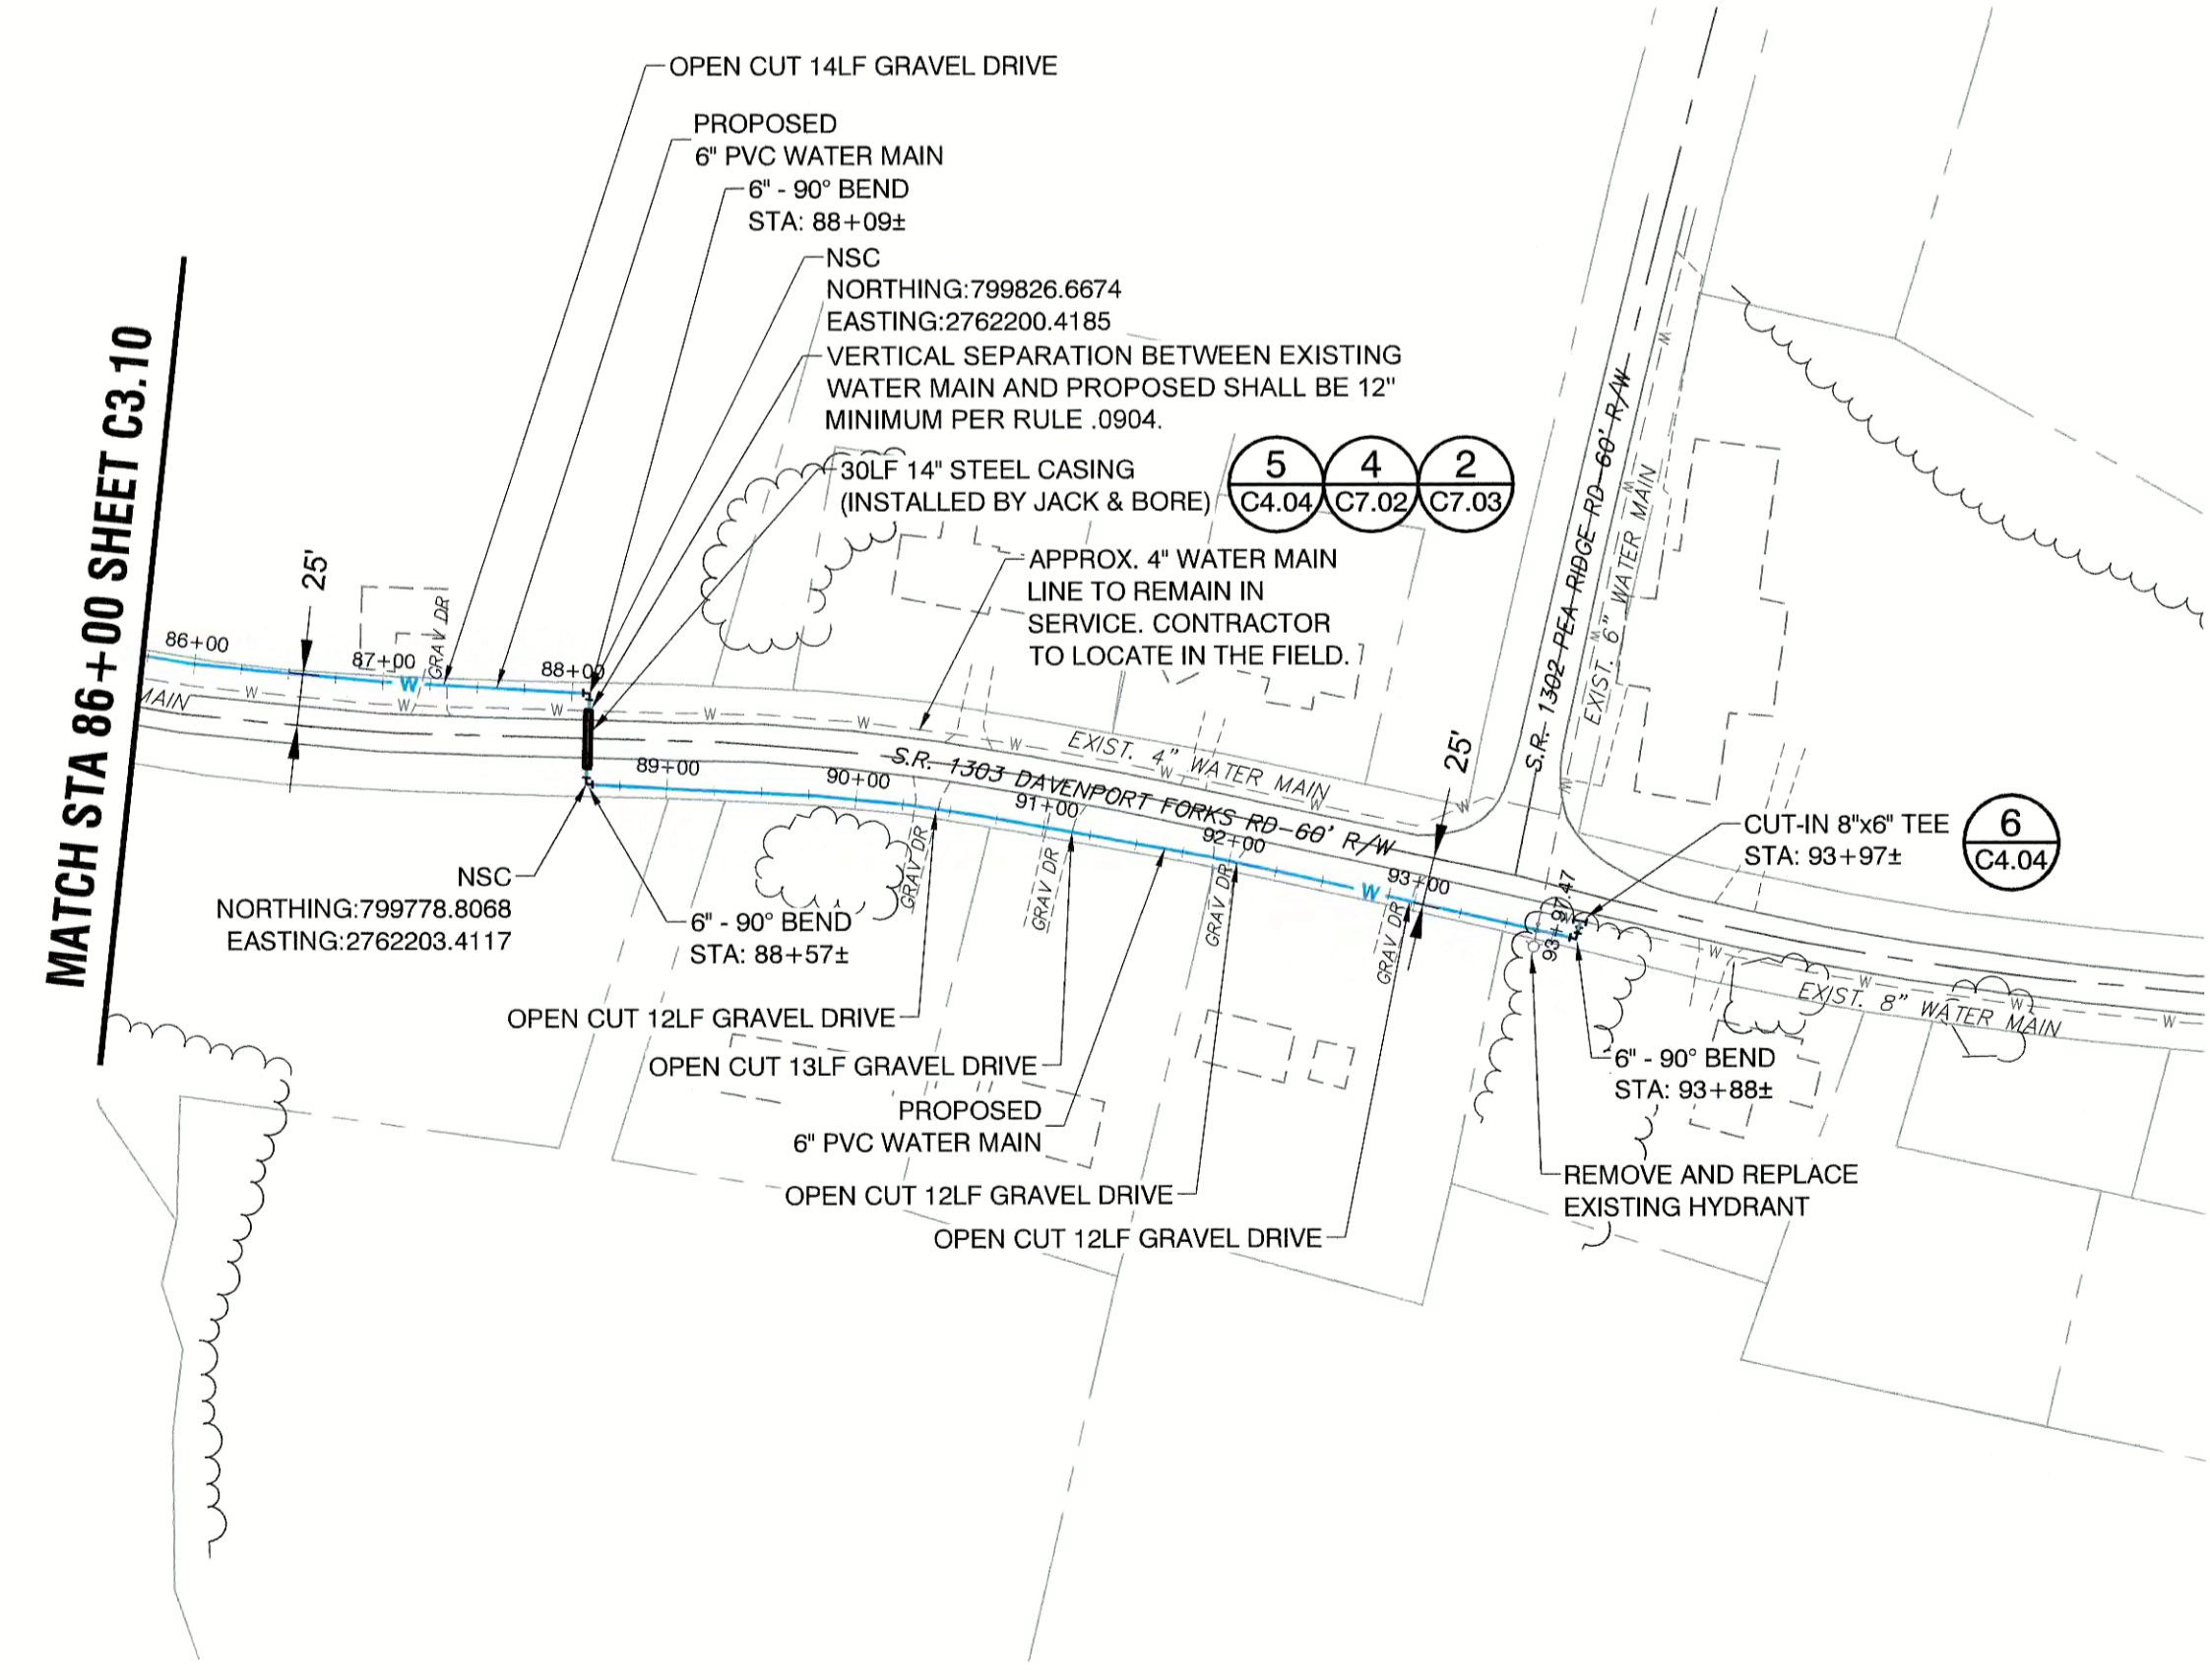 OPEN CUT 14LF GRAVEL DRIVE
PROPOSED
6" PVC WATER MAIN
6" - 90° BEND
STA: 88+09±
NSC
NORTHING:799826.6674
EASTING:2762200.4185
VERTICAL SEPARATION BETWEEN EXISTING
WATER MAIN AND PROPOSED SHALL BE 12"
MINIMUM PER RULE .0904.
30LF 14" STEEL CASING
(INSTALLED BY JACK & BORE)
5
C4.04
4
C7.02
2
C7.03
APPROX. 4" WATER MAIN
LINE TO REMAIN IN
SERVICE. CONTRACTOR
TO LOCATE IN THE FIELD.
MATCH STA 86+00 SHEET C3.10
25'
86+00
87+00
88+00
GRAV DR
W
MAIN
W
W
W
W
W
W
W
W
EXIST. 4" WATER MAIN
S.R. 1303 DAVENPORT FORKS RD-60' R/W
S.R. 1302 PEA RIDGE RD-60' R/W
EXIST. 6" WATER MAIN
W
W
W
W
W
25'
89+00
90+00
91+00
92+00
W
93+00
93+97.47
GRAV DR
GRAV DR
GRAV DR
GRAV DR
CUT-IN 8"x6" TEE
STA: 93+97±
6
C4.04
NSC
NORTHING:799778.8068
EASTING:2762203.4117
6" - 90° BEND
STA: 88+57±
OPEN CUT 12LF GRAVEL DRIVE
OPEN CUT 13LF GRAVEL DRIVE
PROPOSED
6" PVC WATER MAIN
OPEN CUT 12LF GRAVEL DRIVE
OPEN CUT 12LF GRAVEL DRIVE
W
W
W
W
EXIST. 8" WATER MAIN
6" - 90° BEND
STA: 93+88±
REMOVE AND REPLACE
EXISTING HYDRANT